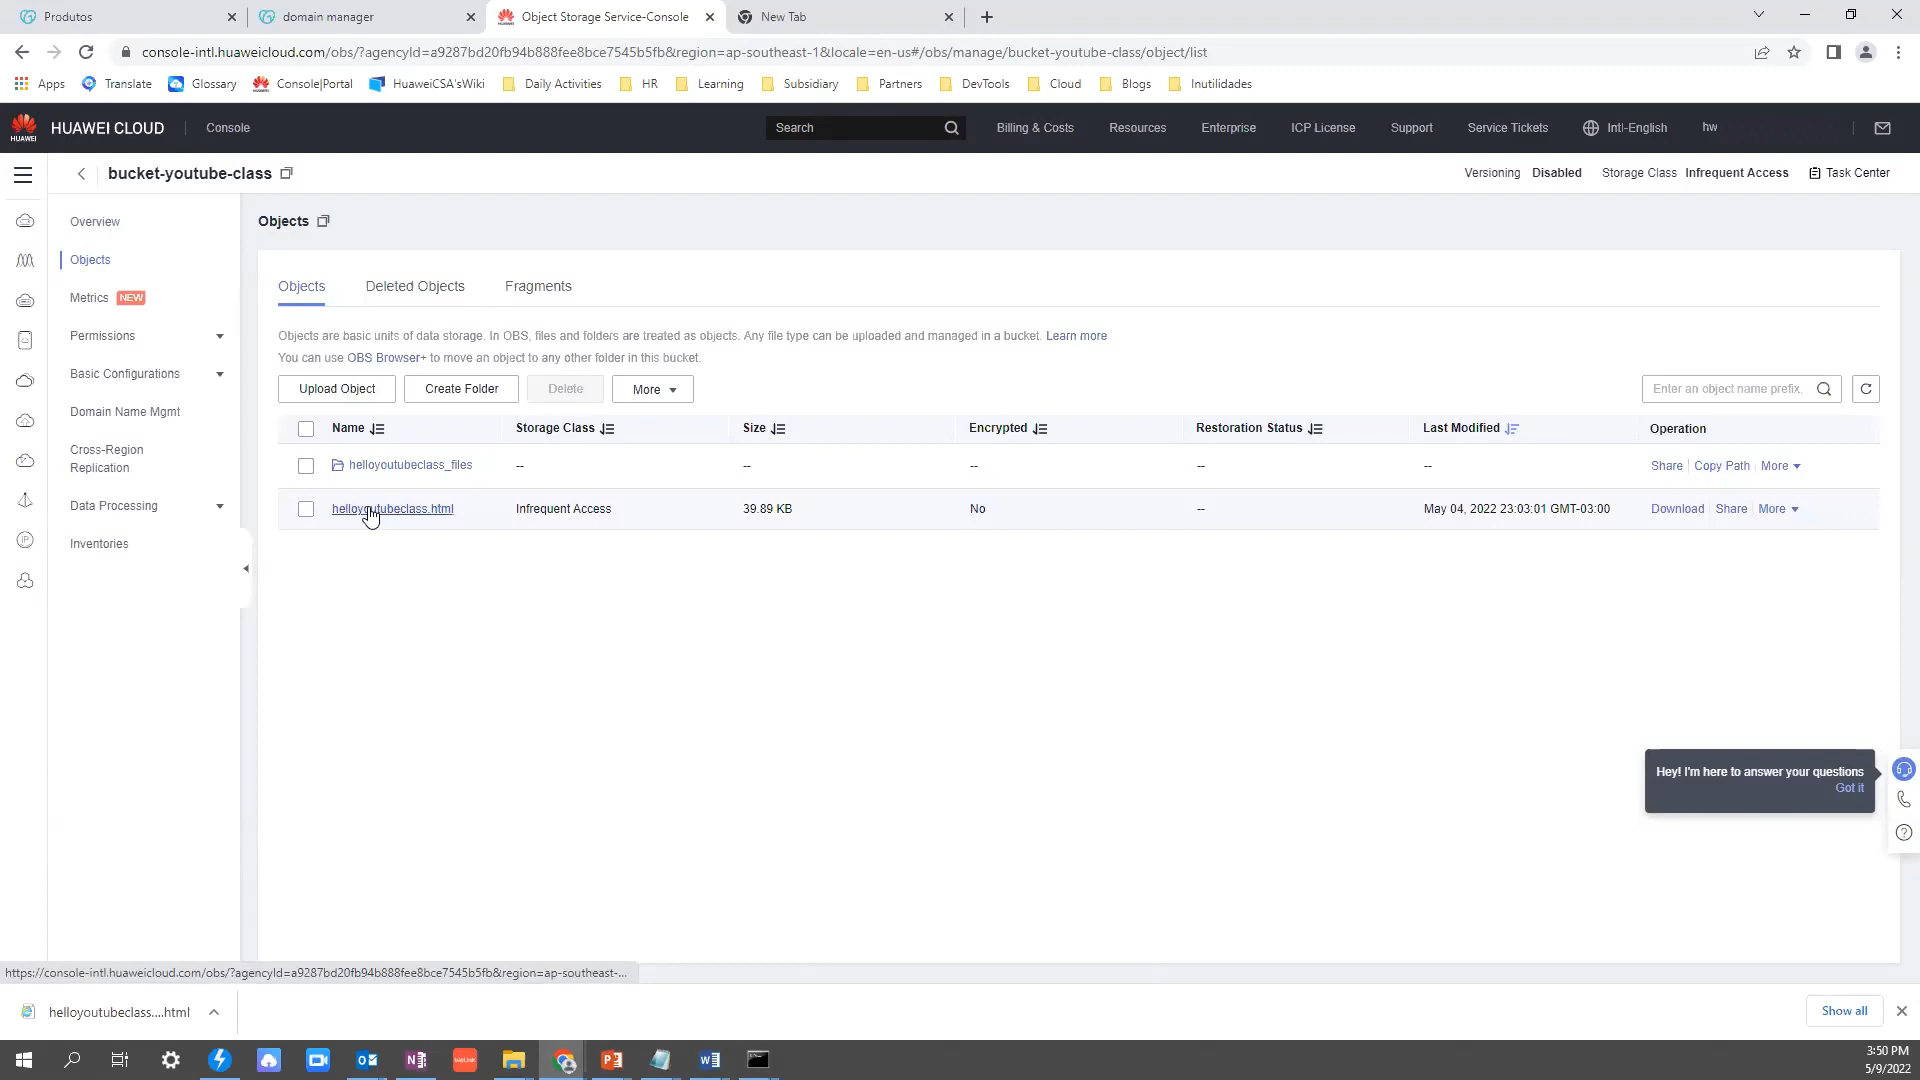 Produtos
domain manager
Object Storage Service-Console
New Tab
console-intl.huaweicloud.com/obs/?agencyId=a9287bd20fb94b888fee8bce7545b5fb&region=ap-southeast-1&locale=en-us#/obs/manage/bucket-youtube-class/object/list
Apps
Translate
Glossary
Console|Portal
HuaweiCSA'sWiki
Daily Activities
HR
Learning
Subsidiary
Partners
DevTools
Cloud
Blogs
Inutilidades
HUAWEI
HUAWEI CLOUD
Console
Search
Billing & Costs
Resources
Enterprise
ICP License
Support
Service Tickets
Intl-English
hw
bucket-youtube-class
Versioning Disabled
Storage Class Infrequent Access
Task Center
Overview
Objects
Metrics NEW
Permissions
Basic Configurations
Domain Name Mgmt
Cross-Region
Replication
Data Processing
Inventories
Objects
Objects
Deleted Objects
Fragments
Objects are basic units of data storage. In OBS, files and folders are treated as objects. Any file type can be uploaded and managed in a bucket. Learn more
You can use OBS Browser+ to move an object to any other folder in this bucket.
Upload Object
Create Folder
Delete
More
Enter an object name prefix.
Name
Storage Class
Size
Encrypted
Restoration Status
Last Modified
Operation
helloyoutubeclass_files
--
--
--
--
--
Share
Copy Path
More
helloyoutubeclass.html
Infrequent Access
39.89 KB
No
--
May 04, 2022 23:03:01 GMT-03:00
Download
Share
More
Hey! I'm here to answer your questions
Got it
https://console-intl.huaweicloud.com/obs/?agencyId=a9287bd20fb94b888fee8bce7545b5fb&region=ap-southeast-...
helloyoutubeclass....html
Show all
3:50 PM
5/9/2022